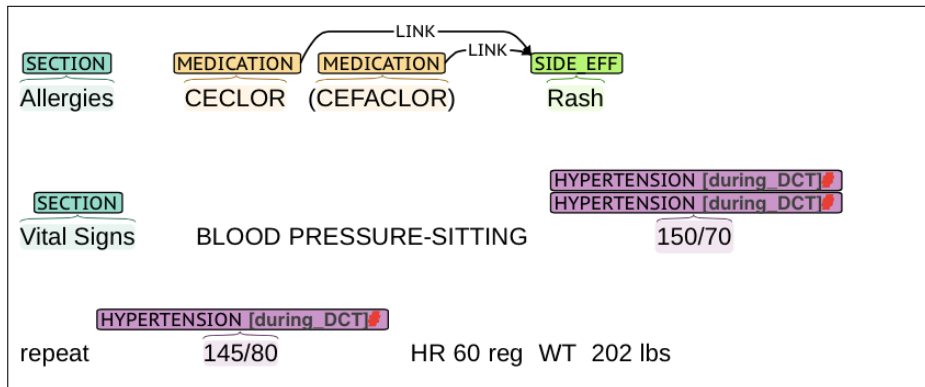 LINK
LINK
SECTION MEDICATION MEDICATION SIDE_EFF
Allergies CECLOR (CEFACLOR) Rash
HYPERTENSION [during_DCT]#
SECTION HYPERTENSION [during_DCT]#
Vital Signs BLOOD PRESSURE-SITTING 150/70
HYPERTENSION [during_DCT]#
repeat 145/80 HR 60 reg WT 202 lbs